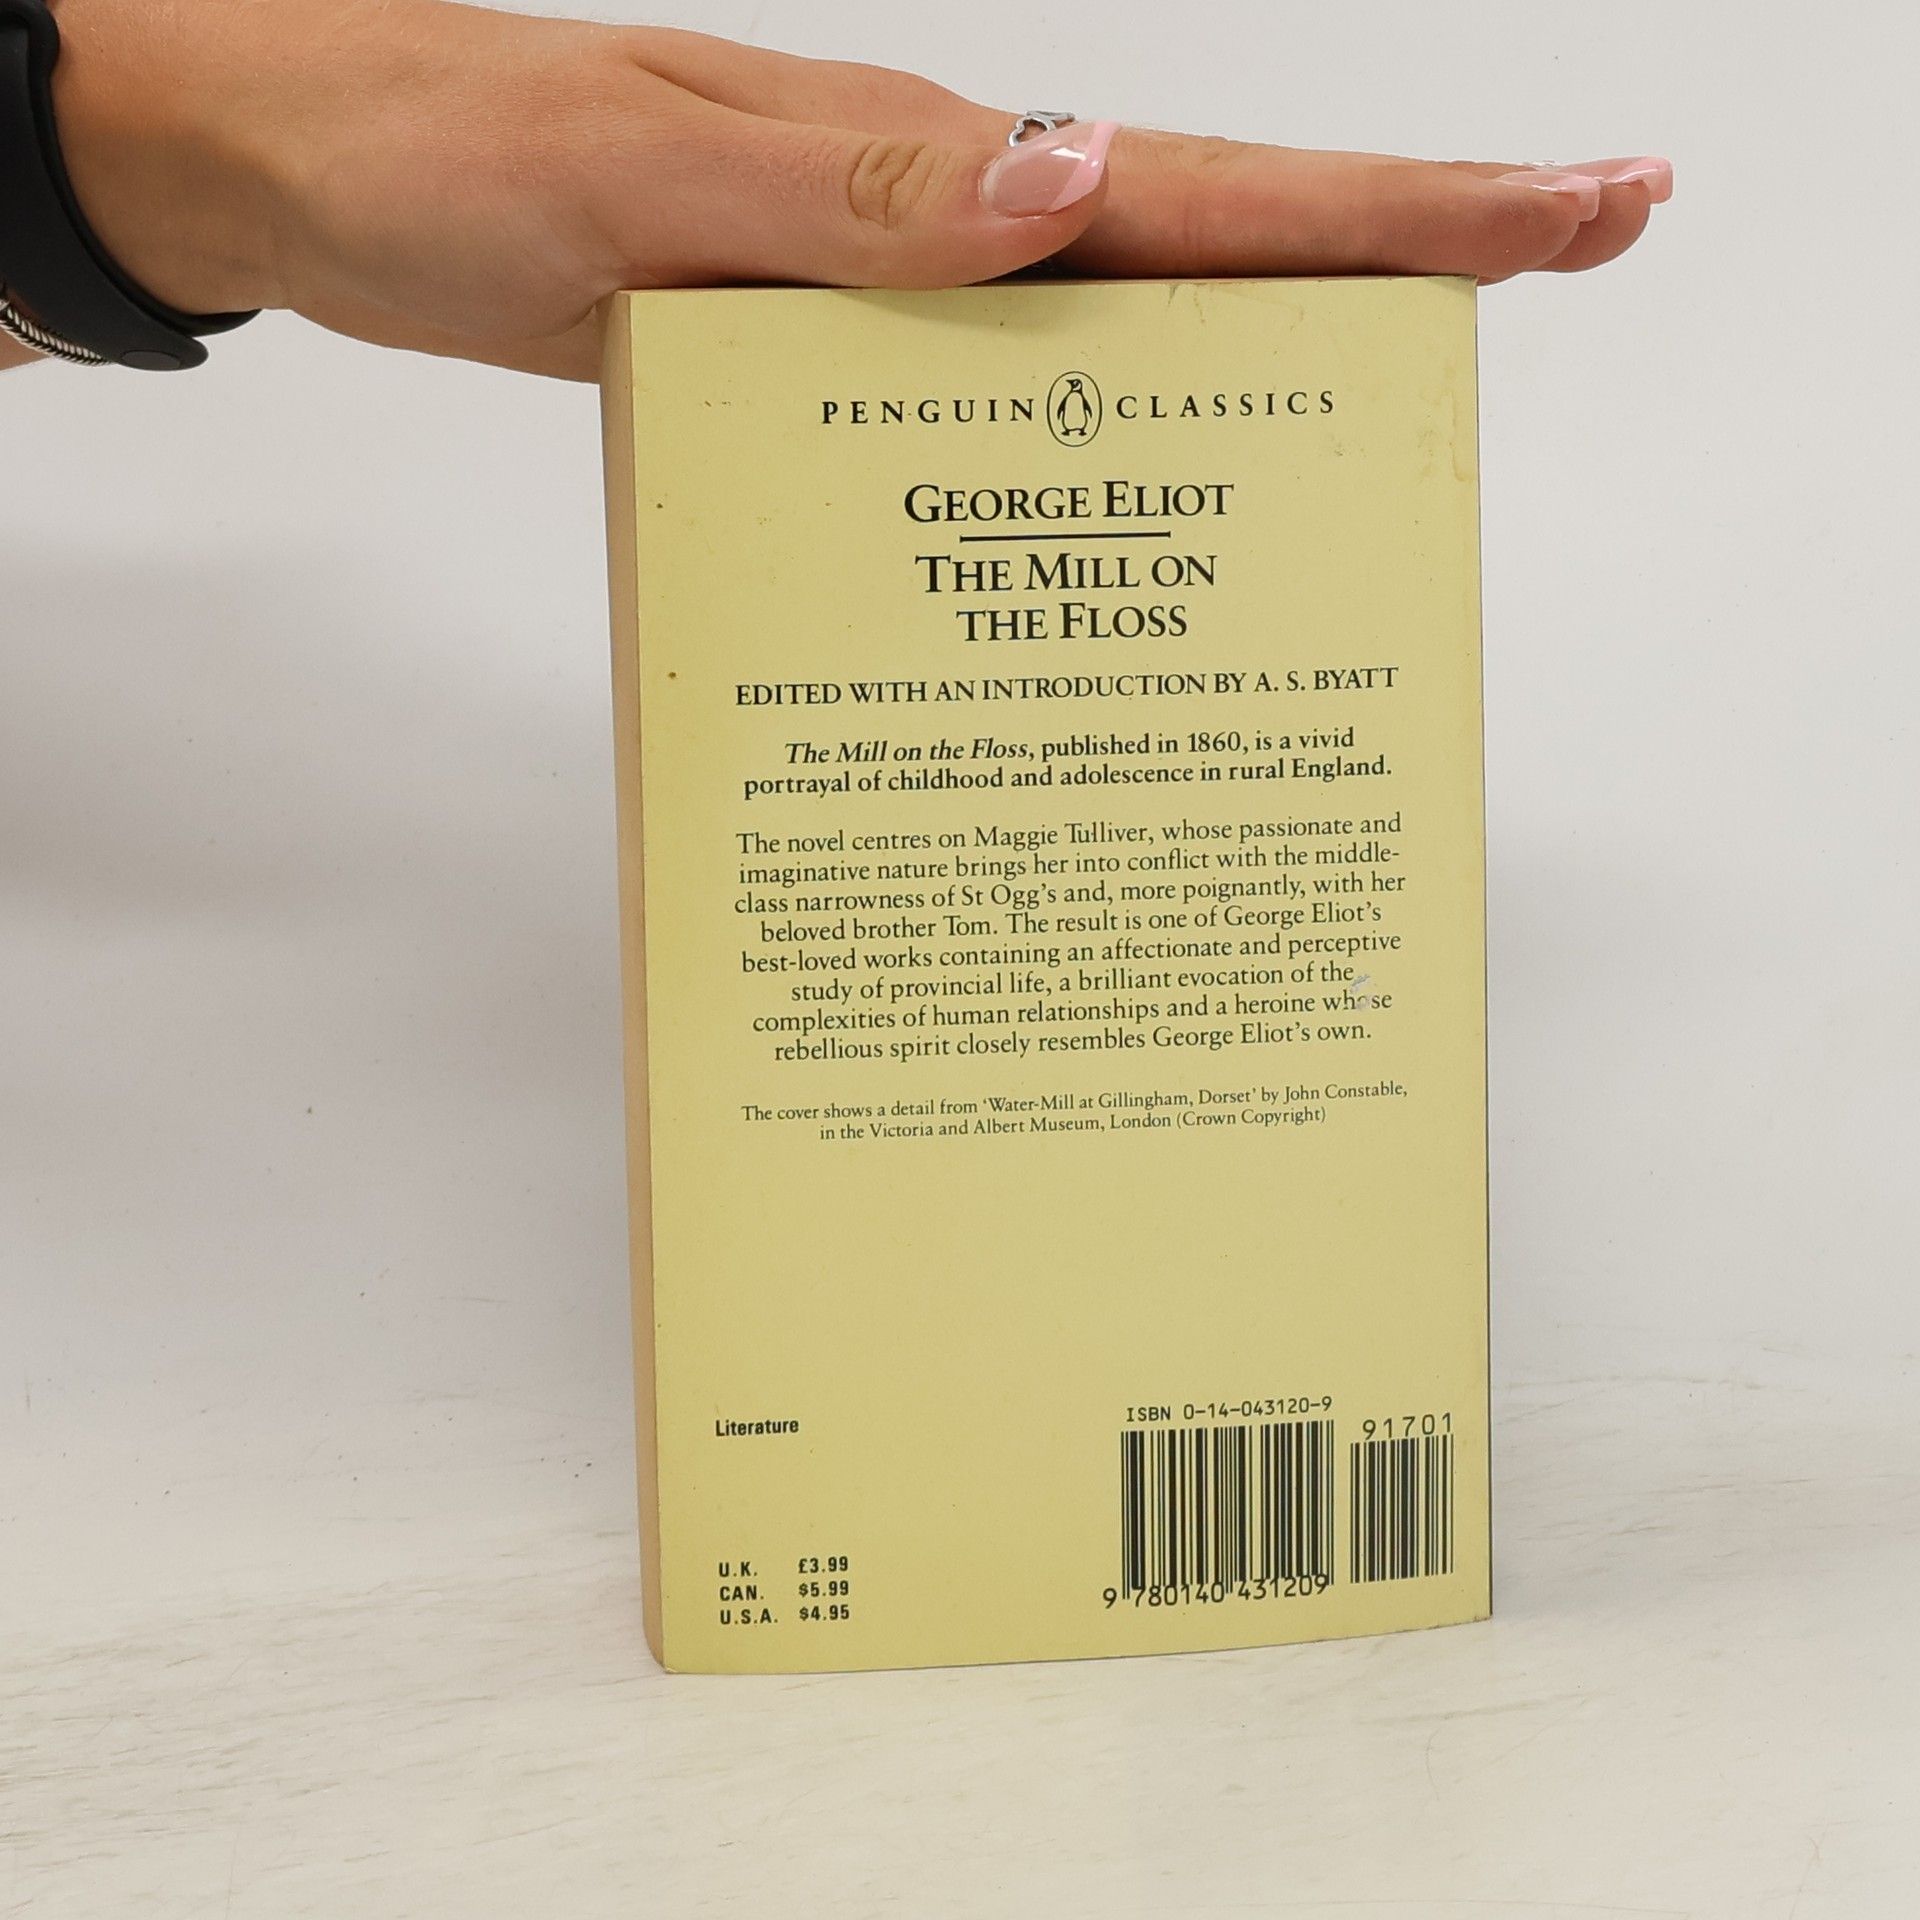 PENGUIN CLASSICS
GEORGE ELIOT
THE MILL ON
THE FLOSS
EDITED WITH AN INTRODUCTION BY A. S. BYATT
The Mill on the Floss, published in 1860, is a vivid
portrayal of childhood and adolescence in rural England.
The novel centres on Maggie Tulliver, whose passionate and
imaginative nature brings her into conflict with the middle-
class narrowness of St Ogg's and, more poignantly, with her
beloved brother Tom. The result is one of George Eliot's
best-loved works containing an affectionate and perceptive
study of provincial life, a brilliant evocation of the
complexities of human relationships and a heroine whose
rebellious spirit closely resembles George Eliot's own.
The cover shows a detail from 'Water-Mill at Gillingham, Dorset' by John Constable,
in the Victoria and Albert Museum, London (Crown Copyright)
Literature
ISBN 0-14-043120-9
91701
9 780140 431209
U.K. £3.99
CAN. $5.99
U.S.A. $4.95